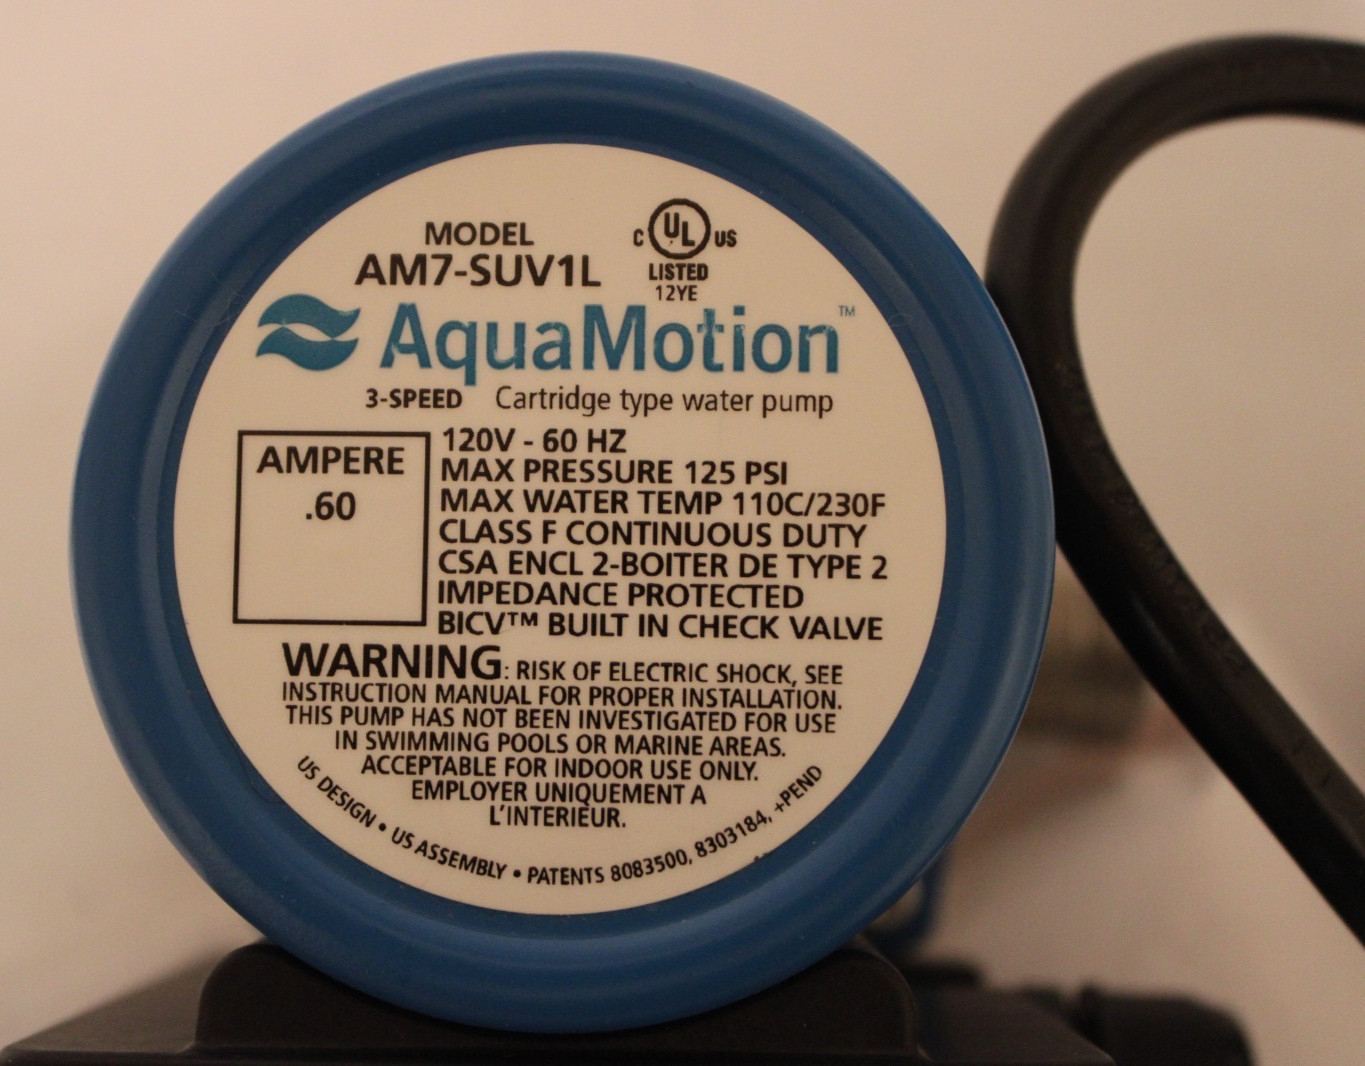 MODEL
AM7-SUV1L
C UL US
LISTED
12YE
AquaMotion™
3-SPEED Cartridge type water pump
AMPERE
.60
120V - 60 HZ
MAX PRESSURE 125 PSI
MAX WATER TEMP 110C/230F
CLASS F CONTINUOUS DUTY
CSA ENCL 2-BOITER DE TYPE 2
IMPEDANCE PROTECTED
BICV™ BUILT IN CHECK VALVE
WARNING: RISK OF ELECTRIC SHOCK, SEE
INSTRUCTION MANUAL FOR PROPER INSTALLATION.
THIS PUMP HAS NOT BEEN INVESTIGATED FOR USE
IN SWIMMING POOLS OR MARINE AREAS.
ACCEPTABLE FOR INDOOR USE ONLY.
EMPLOYER UNIQUEMENT A
L'INTERIEUR.
US DESIGN • US ASSEMBLY • PATENTS 8083500, 8303184, +PEND